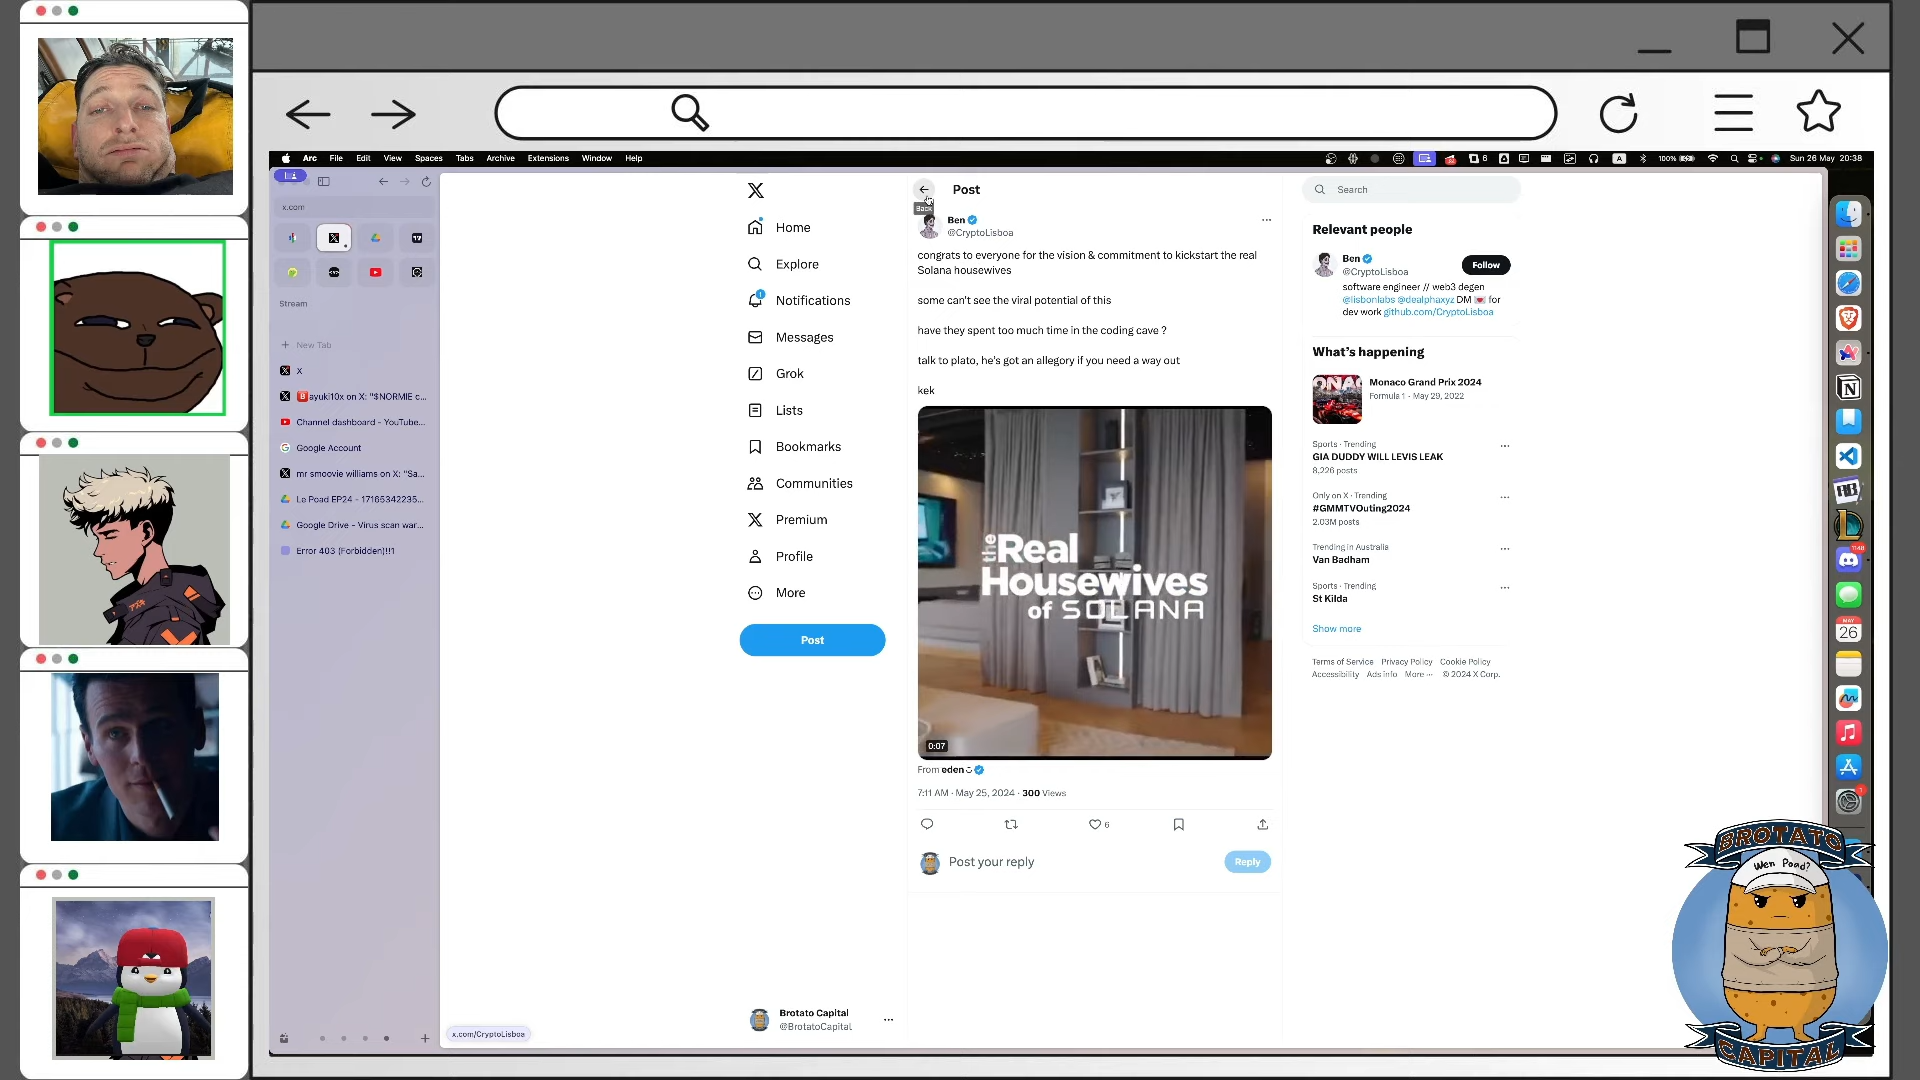 Arc File Edit View Spaces Tabs Archive Extensions Window Help
6 A 100% Sun 26 May 20:38
x.com
Stream
New Tab
X
ayuki10x on X: "$NORMIE c...
Channel dashboard - YouTube...
Google Account
mr smoovie williams on X: "Sa...
Le Poad EP24 - 17165342235...
Google Drive - Virus scan war...
Error 403 (Forbidden)!!1
x.com/CryptoLisboa
Home
Explore
Notifications
Messages
Grok
Lists
Bookmarks
Communities
Premium
Profile
More
Post
Brotato Capital
@BrotatoCapital
Post
Back
Ben
@CryptoLisboa
congrats to everyone for the vision & commitment to kickstart the real
Solana housewives
some can't see the viral potential of this
have they spent too much time in the coding cave ?
talk to plato, he's got an allegory if you need a way out
kek
the Real
Housewives
of SOLANA
0:07
From eden
7:11 AM · May 25, 2024 · 300 Views
6
Post your reply
Reply
Search
Relevant people
Ben
@CryptoLisboa
Follow
software engineer // web3 degen
@lisbonlabs @dealphaxyz DM 💌 for
dev work github.com/CryptoLisboa
What's happening
Monaco Grand Prix 2024
Formula 1 · May 29, 2022
Sports · Trending
GIA DUDDY WILL LEVIS LEAK
8,226 posts
Only on X · Trending
#GMMTVOuting2024
2.03M posts
Trending in Australia
Van Badham
Sports · Trending
St Kilda
Show more
Terms of Service Privacy Policy Cookie Policy
Accessibility Ads info More ··· © 2024 X Corp.
1148
MAY
26
1
BROTATO
Wen Poad?
CAPITAL